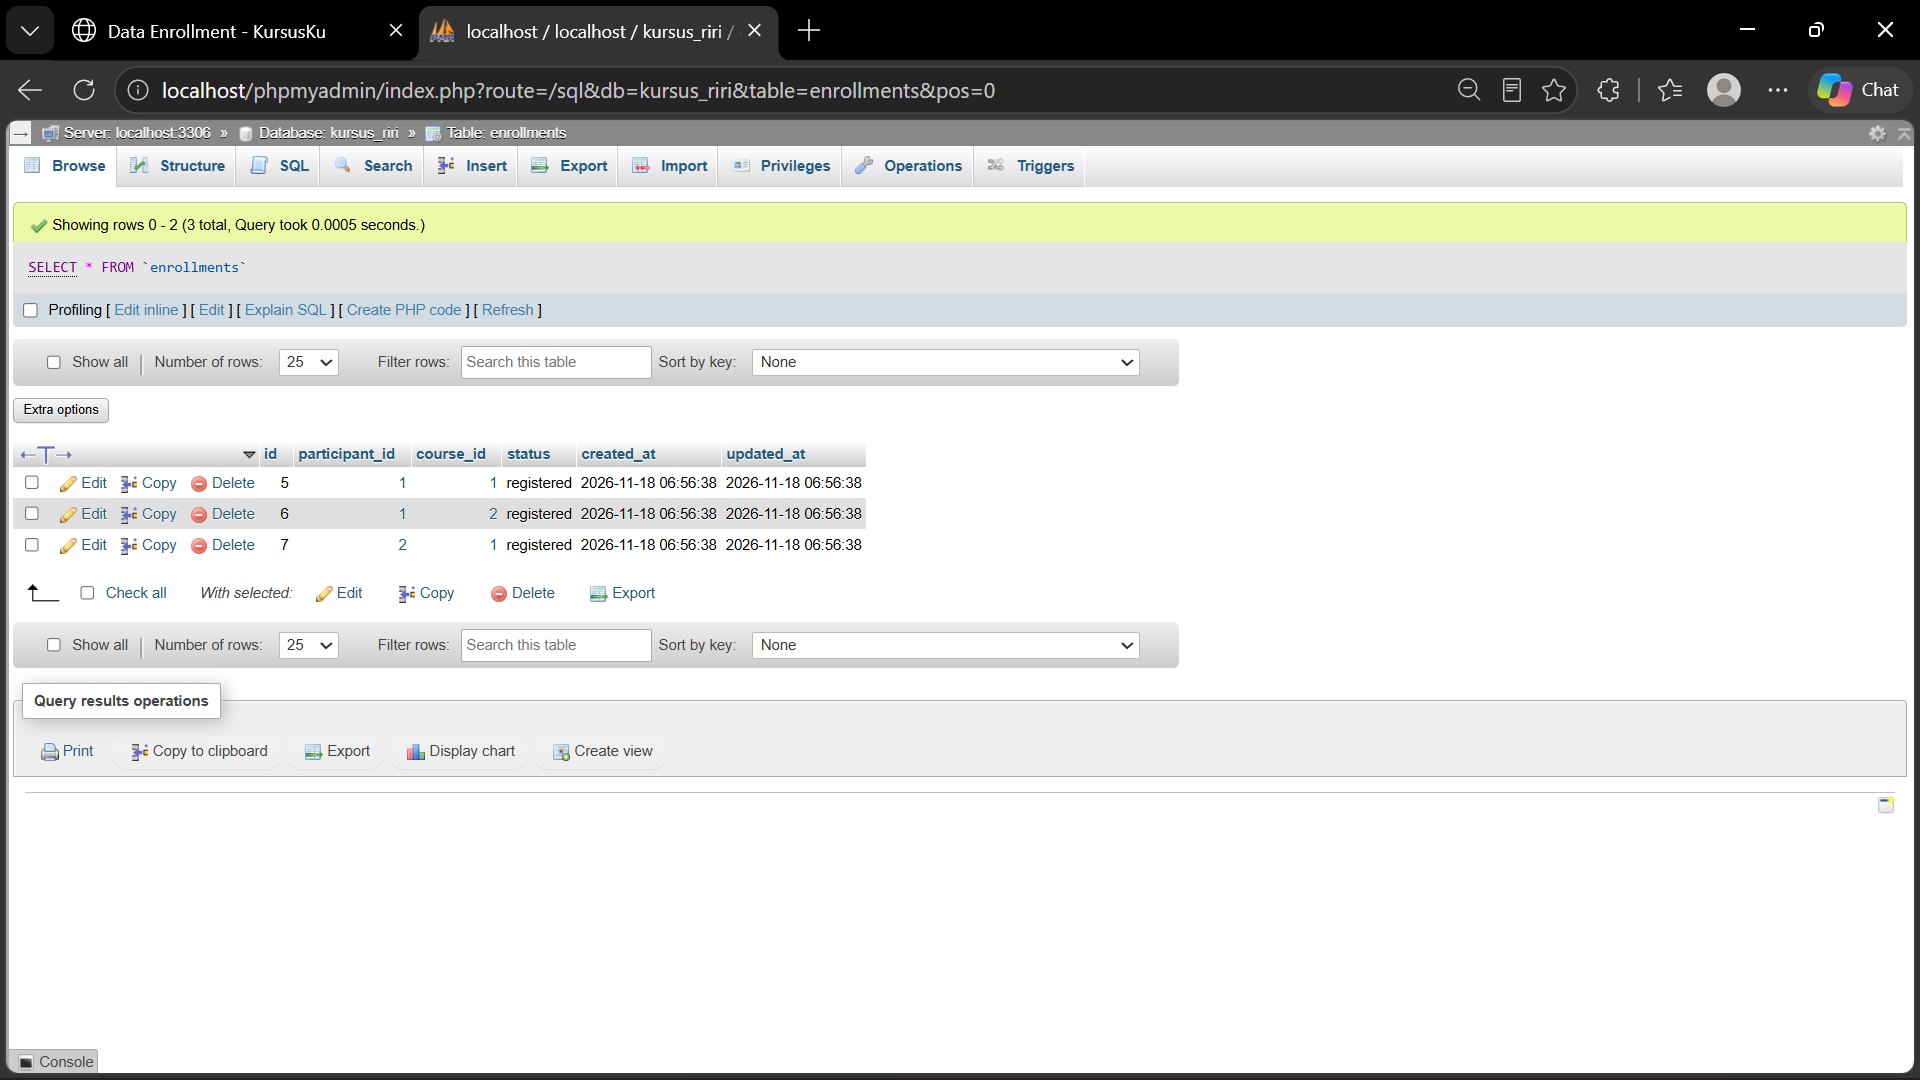 Data Enrollment - KursusKu
localhost / localhost / kursus_riri /
localhost/phpmyadmin/index.php?route=/sql&db=kursus_riri&table=enrollments&pos=0
Chat
Server: localhost:3306 » Database: kursus_riri » Table: enrollments
Browse Structure SQL Search Insert Export Import Privileges Operations Triggers
Showing rows 0 - 2 (3 total, Query took 0.0005 seconds.)
SELECT * FROM `enrollments`
Profiling [ Edit inline ] [ Edit ] [ Explain SQL ] [ Create PHP code ] [ Refresh ]
Show all | Number of rows: 25 Filter rows: Search this table Sort by key: None
Extra options
id participant_id course_id status created_at updated_at
Edit Copy Delete 5 1 1 registered 2026-11-18 06:56:38 2026-11-18 06:56:38
Edit Copy Delete 6 1 2 registered 2026-11-18 06:56:38 2026-11-18 06:56:38
Edit Copy Delete 7 2 1 registered 2026-11-18 06:56:38 2026-11-18 06:56:38
Check all With selected: Edit Copy Delete Export
Show all | Number of rows: 25 Filter rows: Search this table Sort by key: None
Query results operations
Print Copy to clipboard Export Display chart Create view
Console